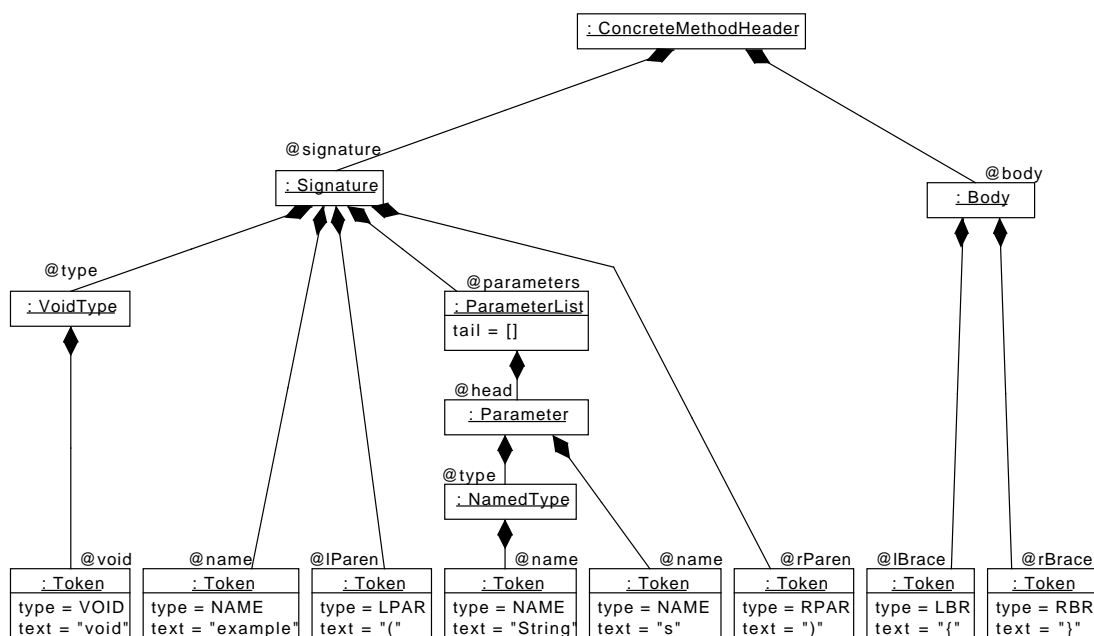 : ConcreteMethodHeader
@signature
: Signature
@body
: Body
@type
: VoidType
@parameters
: ParameterList
tail = []
@head
: Parameter
@type
: NamedType
@void
: Token
type = VOID
text = "void"
@name
: Token
type = NAME
text = "example"
@lParen
: Token
type = LPAR
text = "("
@name
: Token
type = NAME
text = "String"
@name
: Token
type = NAME
text = "s"
@rParen
: Token
type = RPAR
text = ")"
@lBrace
: Token
type = LBR
text = "{"
@rBrace
: Token
type = RBR
text = "}"